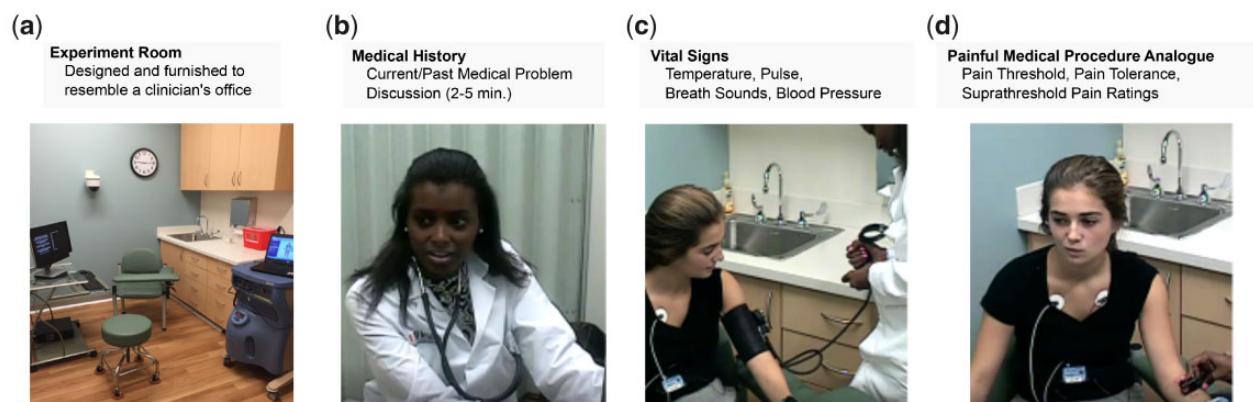 (a)
Experiment Room
Designed and furnished to
resemble a clinician's office
(b)
Medical History
Current/Past Medical Problem
Discussion (2-5 min.)
(c)
Vital Signs
Temperature, Pulse,
Breath Sounds, Blood Pressure
(d)
Painful Medical Procedure Analogue
Pain Threshold, Pain Tolerance,
Suprathreshold Pain Ratings